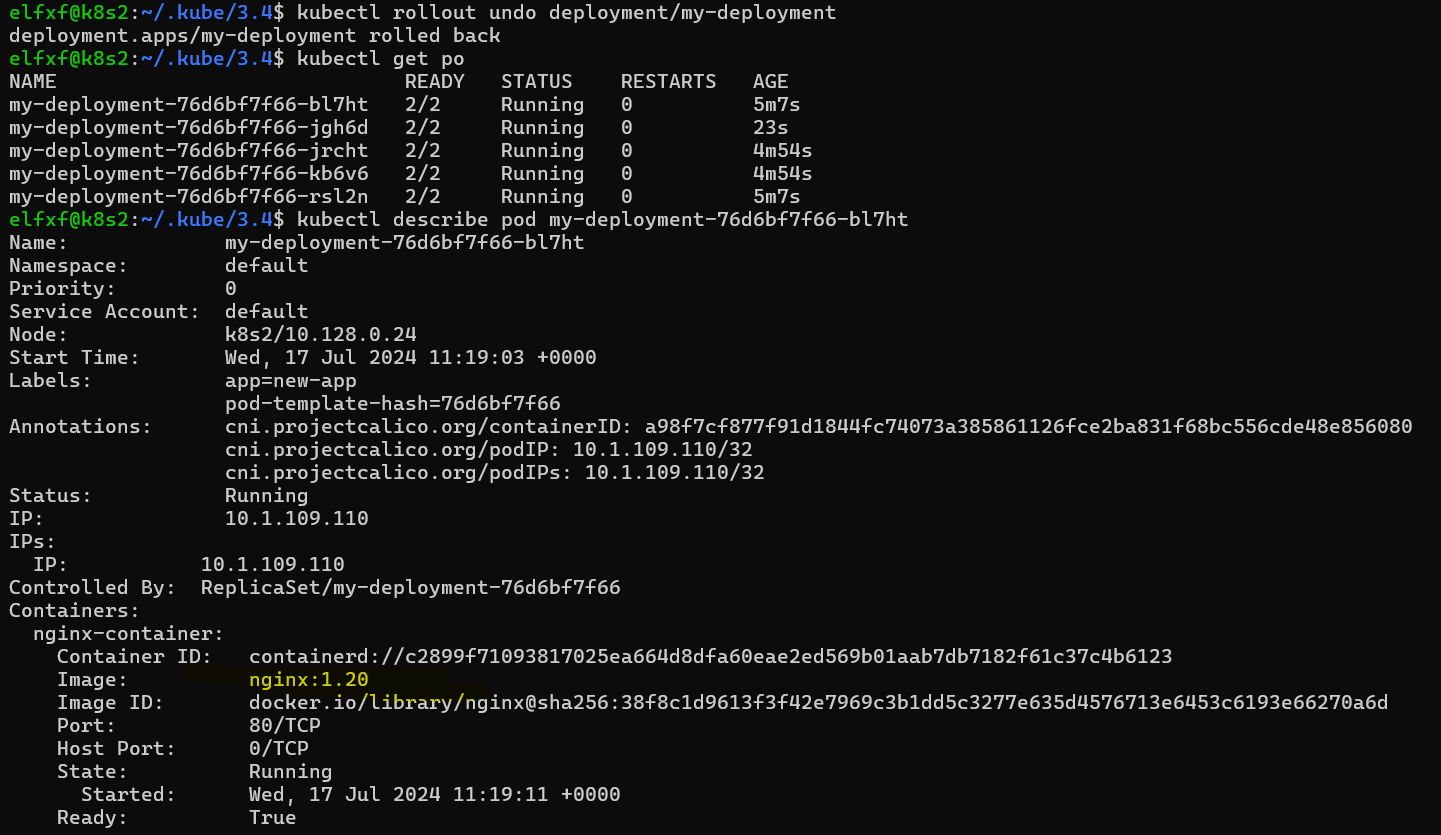 elfxf@k8s2:~/.kube/3.4$ kubectl rollout undo deployment/my-deployment
deployment.apps/my-deployment rolled back
elfxf@k8s2:~/.kube/3.4$ kubectl get po
NAME                             READY   STATUS    RESTARTS   AGE
my-deployment-76d6bf7f66-bl7ht   2/2     Running   0          5m7s
my-deployment-76d6bf7f66-jgh6d   2/2     Running   0          23s
my-deployment-76d6bf7f66-jrcht   2/2     Running   0          4m54s
my-deployment-76d6bf7f66-kb6v6   2/2     Running   0          4m54s
my-deployment-76d6bf7f66-rsl2n   2/2     Running   0          5m7s
elfxf@k8s2:~/.kube/3.4$ kubectl describe pod my-deployment-76d6bf7f66-bl7ht
Name:             my-deployment-76d6bf7f66-bl7ht
Namespace:        default
Priority:         0
Service Account:  default
Node:             k8s2/10.128.0.24
Start Time:       Wed, 17 Jul 2024 11:19:03 +0000
Labels:           app=new-app
                  pod-template-hash=76d6bf7f66
Annotations:      cni.projectcalico.org/containerID: a98f7cf877f91d1844fc74073a385861126fce2ba831f68bc556cde48e856080
                  cni.projectcalico.org/podIP: 10.1.109.110/32
                  cni.projectcalico.org/podIPs: 10.1.109.110/32
Status:           Running
IP:               10.1.109.110
IPs:
  IP:           10.1.109.110
Controlled By:  ReplicaSet/my-deployment-76d6bf7f66
Containers:
  nginx-container:
    Container ID:   containerd://c2899f71093817025ea664d8dfa60eae2ed569b01aab7db7182f61c37c4b6123
    Image:          nginx:1.20
    Image ID:       docker.io/library/nginx@sha256:38f8c1d9613f3f42e7969c3b1dd5c3277e635d4576713e6453c6193e66270a6d
    Port:           80/TCP
    Host Port:      0/TCP
    State:          Running
      Started:      Wed, 17 Jul 2024 11:19:11 +0000
    Ready:          True